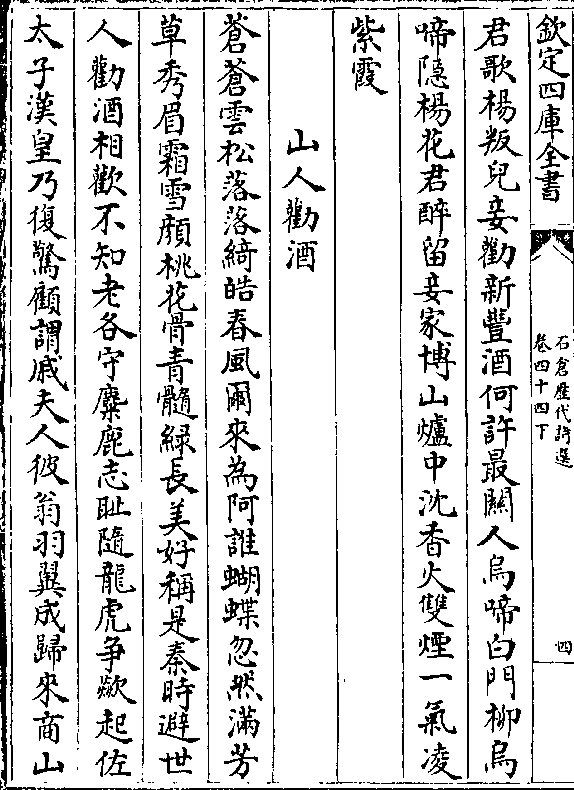 欽定四庫全書
石倉歷代詩選
卷四十四下
四
君歌楊叛兒妾勸新豐酒何許最關人烏啼白門柳烏
啼隐楊花君醉留妾家博山爐中沈香火雙煙一氣凌
紫霞
山人勸酒
蒼蒼雲松落落綺皓春風爾來為阿誰蝴蝶忽然滿芳
草秀眉霜雪顔桃花骨青髓緑長美好稱是秦時避世
人勸酒相歡不知老各守麋鹿志耻隨龍虎爭歘起佐
太子漢皇乃復驚顧謂戚夫人彼翁羽翼成歸來商山